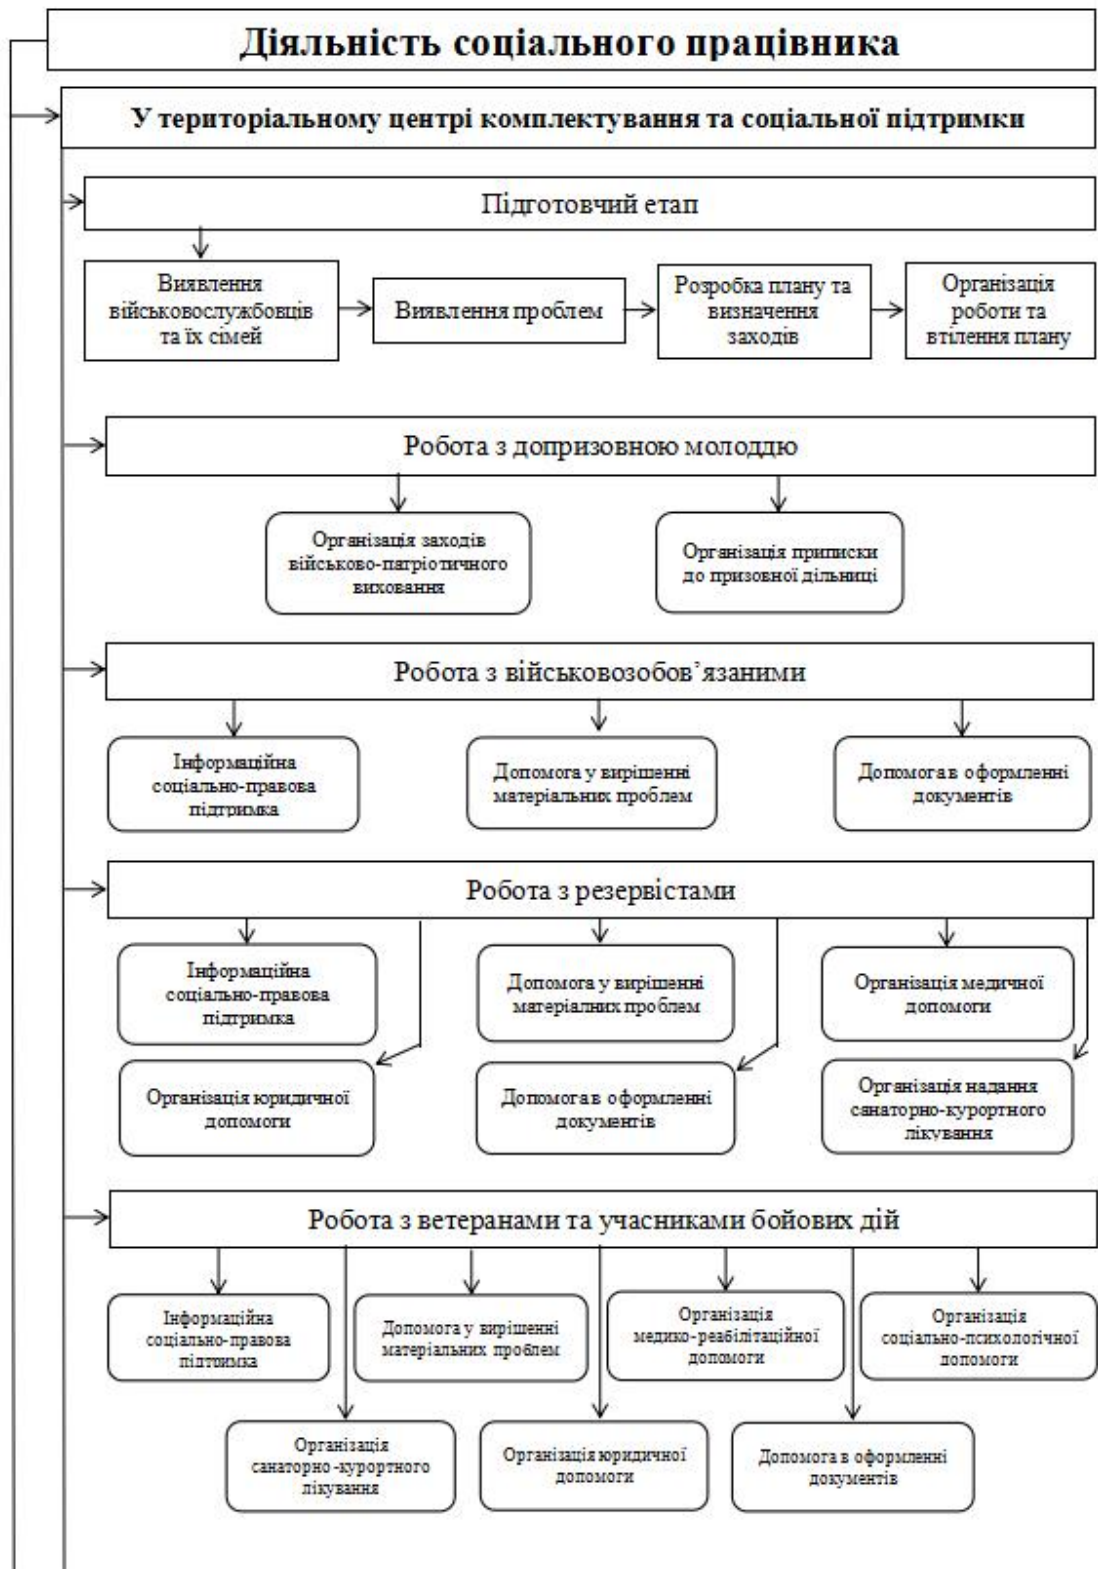 Діяльність соціального працівника
У територіальному центрі комплектування та соціальної підтримки
Підготовчий етап
Виявлення
військовослужбовців
та їх сімей
Виявлення проблем
Розробка плану та
визначення
заходів
Організація
роботи та
втілення плану
Робота з допризовною молоддю
Організація заходів
військово-патріотичного
виховання
Організація приписки
до призовної дільниці
Робота з військовозобов’язаними
Інформаційна
соціально-правова
підтримка
Допомога у вирішенні
матеріальних проблем
Допомога в оформленні
документів
Робота з резервістами
Інформаційна
соціально-правова
підтримка
Допомога у вирішенні
матеріалних проблем
Організація медичної
допомоги
Організація юридичної
допомоги
Допомога в оформленні
документів
Організація надання
санаторно-курортного
лікування
Робота з ветеранами та учасниками бойових дій
Інформаційна
соціально-правова
підтримка
Допомога у вирішенні
матеріальних проблем
Організація
медико-реабілітаційної
допомоги
Організація
соціально-психологічної
допомоги
Організація
санаторно-курортного
лікування
Організація юридичної
допомоги
Допомога в оформленні
документів